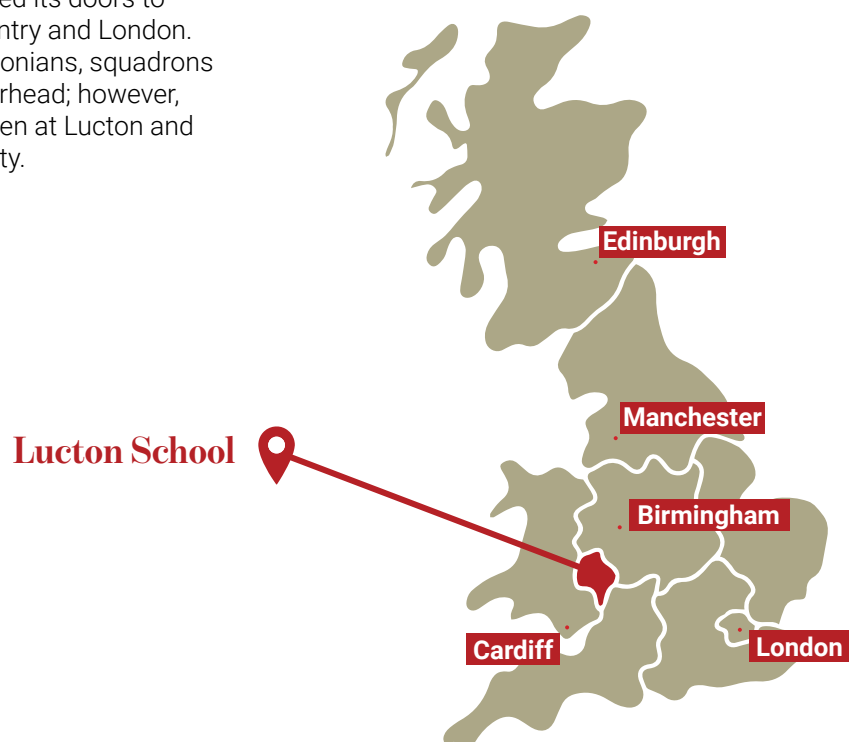 ntry and London.
onians, squadrons
rhead; however,
en at Lucton and
ty.
Edinburgh
Manchester
Lucton School
Birmingham
Cardiff
London